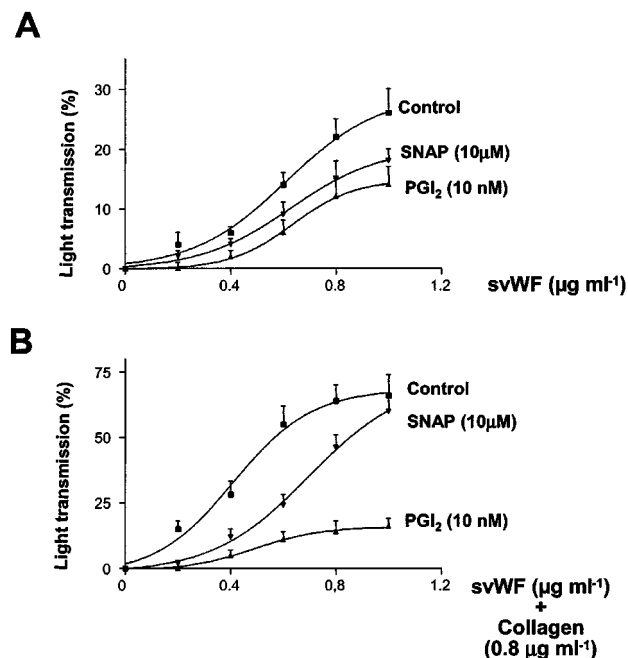 A
Light transmission (%)
30
20
10
0
Control
SNAP (10µM)
PGI₂ (10 nM)
0
0.4
0.8
1.2
svWF (µg ml⁻¹)
B
Light transmission (%)
75
50
25
0
Control
SNAP (10µM)
PGI₂ (10 nM)
0
0.4
0,8
1.2
svWF (µg ml⁻¹)
+
Collagen
(0.8 µg ml⁻¹)